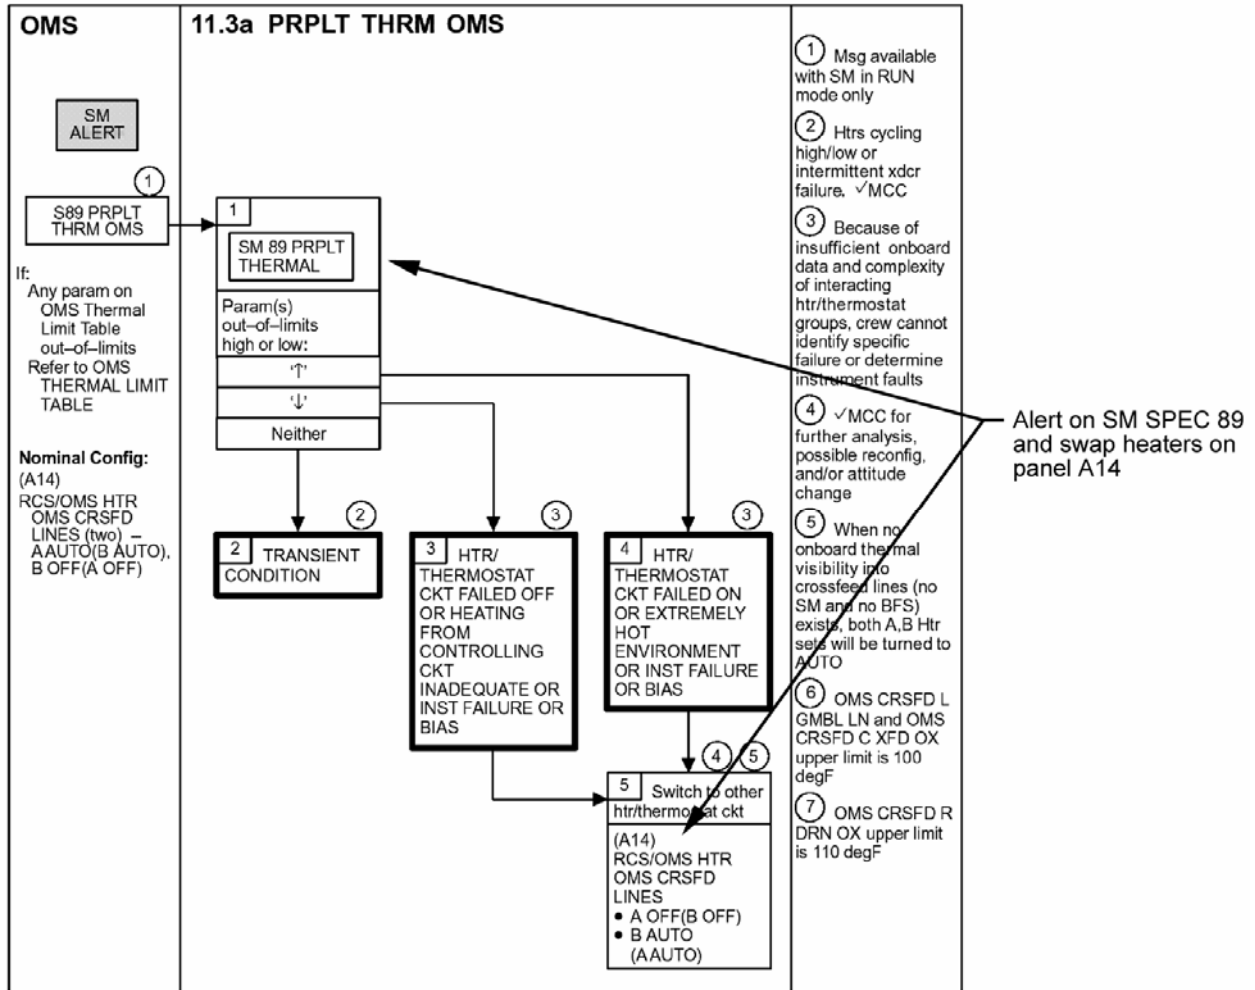 OMS
11.3a PRPLT THRM OMS
SM
ALERT
1
S89 PRPLT
THRM OMS
If:
Any param on
OMS Thermal
Limit Table
out–of–limits
Refer to OMS
THERMAL LIMIT
TABLE
Nominal Config:
(A14)
RCS/OMS HTR
OMS CRSFD
LINES (two) –
A AUTO(B AUTO),
B OFF(A OFF)
1
SM 89 PRPLT
THERMAL
Param(s)
out–of–limits
high or low:
'↑'
'↓'
Neither
2
2 TRANSIENT
CONDITION
3
3 HTR/
THERMOSTAT
CKT FAILED OFF
OR HEATING
FROM
CONTROLLING
CKT
INADEQUATE OR
INST FAILURE OR
BIAS
3
4 HTR/
THERMOSTAT
CKT FAILED ON
OR EXTREMELY
HOT
ENVIRONMENT
OR INST FAILURE
OR BIAS
4 5
5 Switch to other
htr/thermostat ckt
(A14)
RCS/OMS HTR
OMS CRSFD
LINES
• A OFF(B OFF)
• B AUTO
(A AUTO)
1 Msg available
with SM in RUN
mode only
2 Htrs cycling
high/low or
intermittent xdcr
failure. ✓MCC
3 Because of
insufficient onboard
data and complexity
of interacting
htr/thermostat
groups, crew cannot
identify specific
failure or determine
instrument faults
4 ✓MCC for
further analysis,
possible reconfig,
and/or attitude
change
5 When no
onboard thermal
visibility into
crossfeed lines (no
SM and no BFS)
exists, both A,B Htr
sets will be turned to
AUTO
6 OMS CRSFD L
GMBL LN and OMS
CRSFD C XFD OX
upper limit is 100
degF
7 OMS CRSFD R
DRN OX upper limit
is 110 degF
Alert on SM SPEC 89
and swap heaters on
panel A14